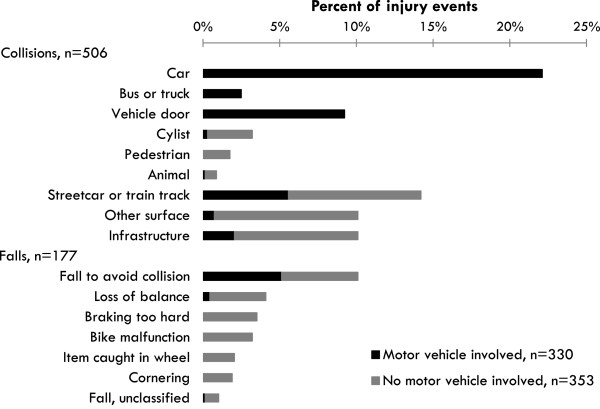 Percent of injury events
0% 5% 10% 15% 20% 25%
Collisions, n=506
Car
Bus or truck
Vehicle door
Cylist
Pedestrian
Animal
Streetcar or train track
Other surface
Infrastructure
Falls, n=177
Fall to avoid collision
Loss of balance
Braking too hard
Bike malfunction
Item caught in wheel
Cornering
Fall, unclassified
Motor vehicle involved, n=330
No motor vehicle involved, n=353